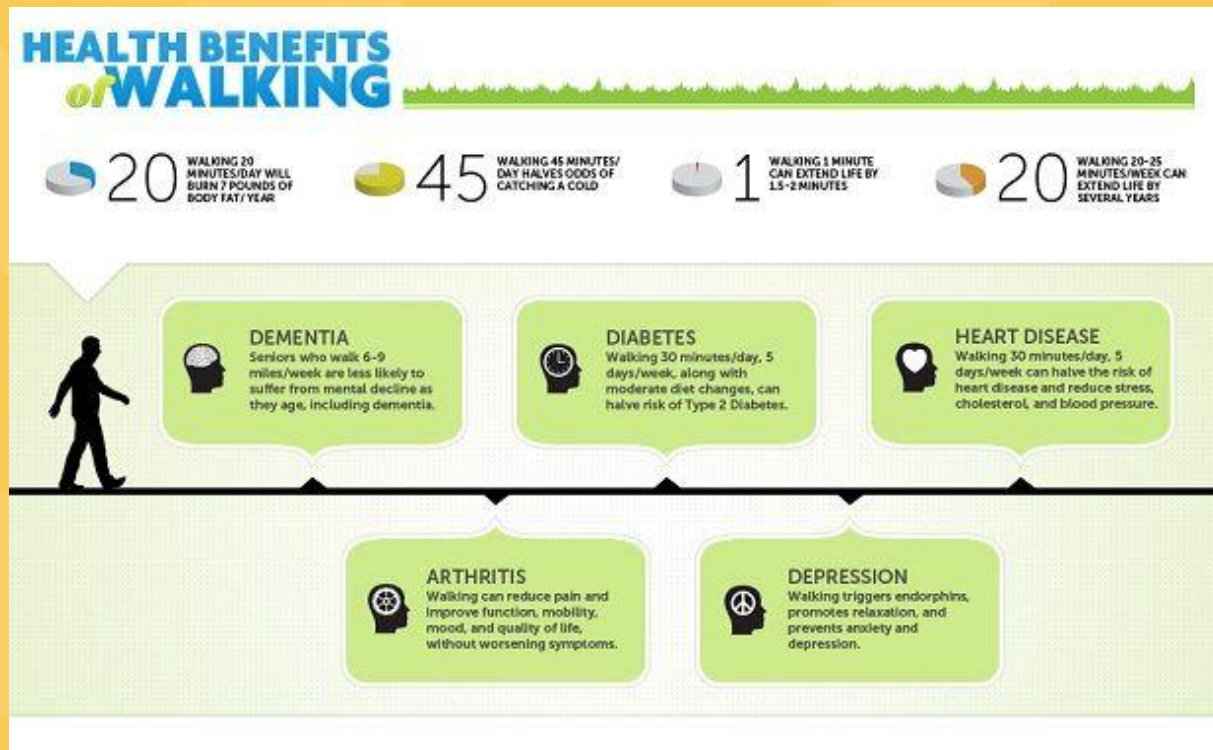 HEALTH BENEFITS
of WALKING
20
WALKING 20
MINUTES/DAY WILL
BURN 7 POUNDS OF
BODY FAT/ YEAR
45
WALKING 45 MINUTES/
DAY HALVES ODDS OF
CATCHING A COLD
1
WALKING 1 MINUTE
CAN EXTEND LIFE BY
1.5-2 MINUTES
20
WALKING 20-25
MINUTES/WEEK CAN
EXTEND LIFE BY
SEVERAL YEARS
DEMENTIA
Seniors who walk 6-9
miles/week are less likely to
suffer from mental decline as
they age, including dementia.
DIABETES
Walking 30 minutes/day, 5
days/week, along with
moderate diet changes, can
halve risk of Type 2 Diabetes.
HEART DISEASE
Walking 30 minutes/day, 5
days/week can halve the risk of
heart disease and reduce stress,
cholesterol, and blood pressure.
ARTHRITIS
Walking can reduce pain and
improve function, mobility,
mood, and quality of life,
without worsening symptoms.
DEPRESSION
Walking triggers endorphins,
promotes relaxation, and
prevents anxiety and
depression.